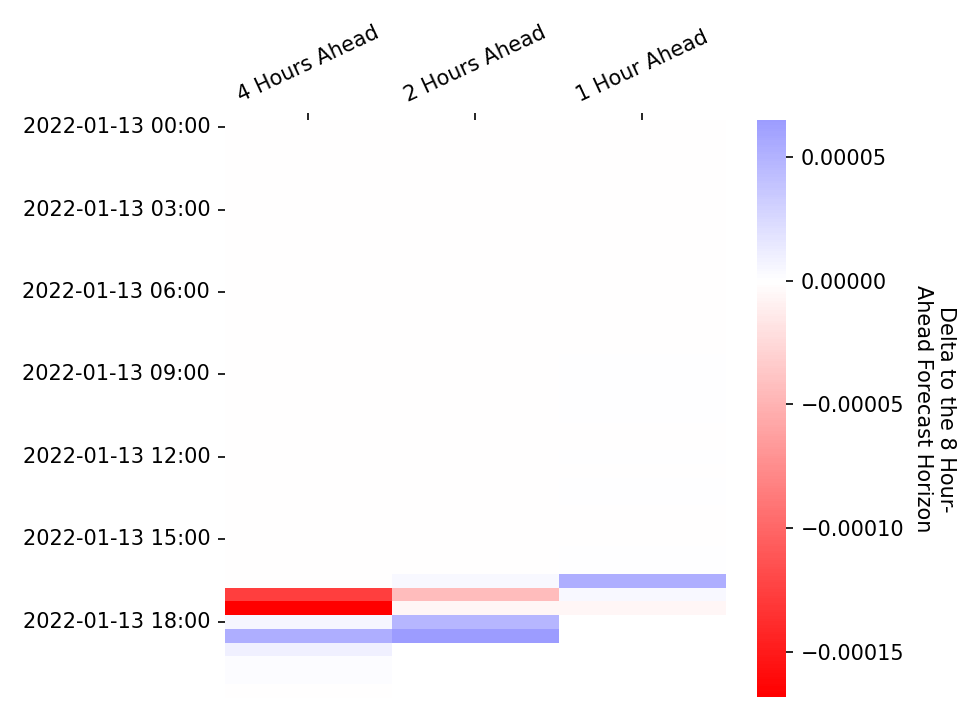 4 Hours Ahead
2 Hours Ahead
1 Hour Ahead
2022-01-13 00:00
2022-01-13 03:00
2022-01-13 06:00
2022-01-13 09:00
2022-01-13 12:00
2022-01-13 15:00
2022-01-13 18:00
0.00005
0.00000
−0.00005
−0.00010
−0.00015
Delta to the 8 Hour-
Ahead Forecast Horizon